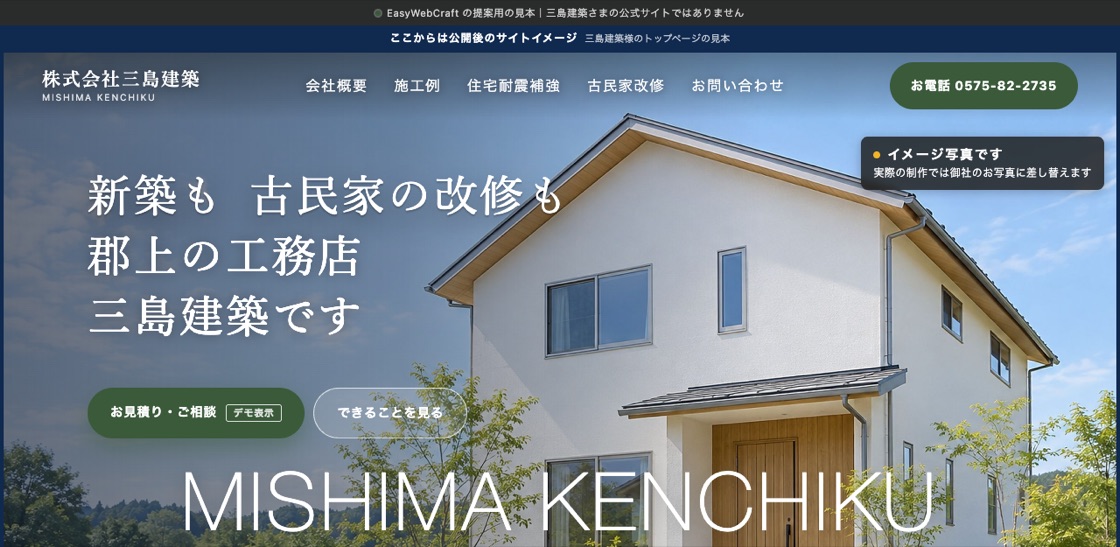 EasyWebCraft の提案用の見本｜三島建築さまの公式サイトではありません
ここからは公開後のサイトイメージ 三島建築様のトップページの見本
株式会社三島建築
MISHIMA KENCHIKU
会社概要 施工例 住宅耐震補強 古民家改修 お問い合わせ
お電話 0575-82-2735
イメージ写真です
実際の制作では御社のお写真に差し替えます
新築も 古民家の改修も
郡上の工務店
三島建築です
お見積り・ご相談 デモ表示
できることを見る
MISHIMA KENCHIKU